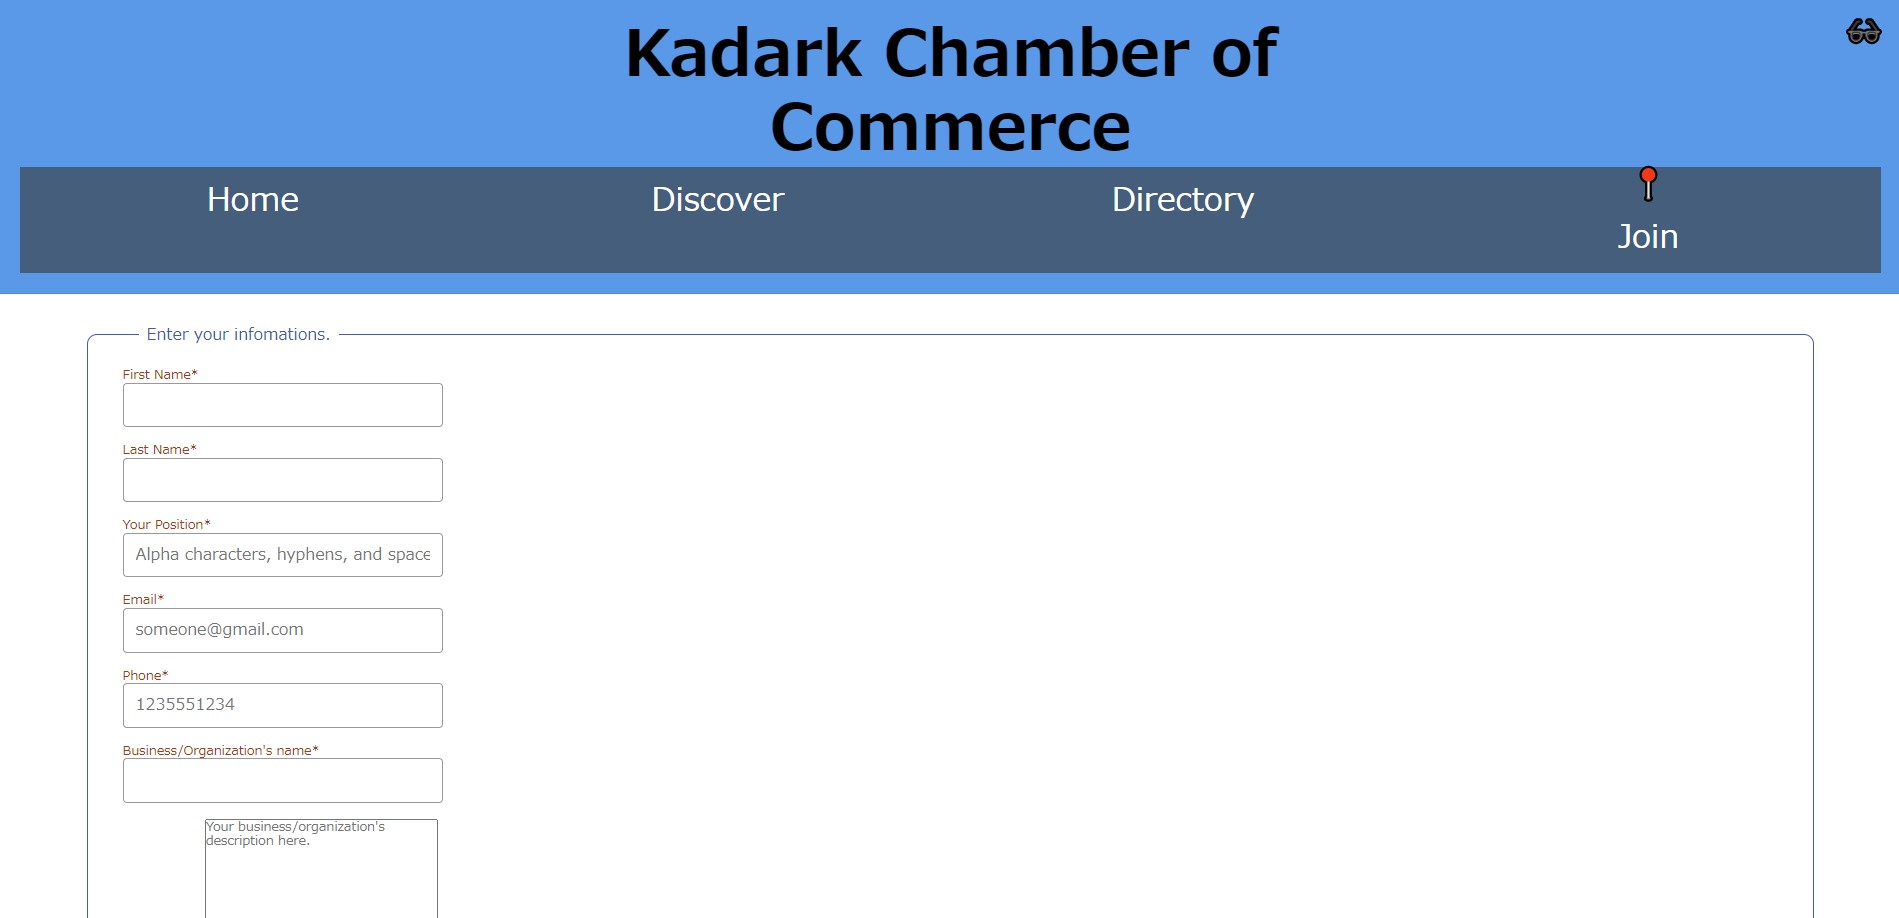 Kadark Chamber of
Commerce
Home
Discover
Directory
Join
Enter your infomations.
First Name*
Last Name*
Your Position*
Alpha characters, hyphens, and space
Email*
someone@gmail.com
Phone*
1235551234
Business/Organization's name*
Your business/organization's
description here.